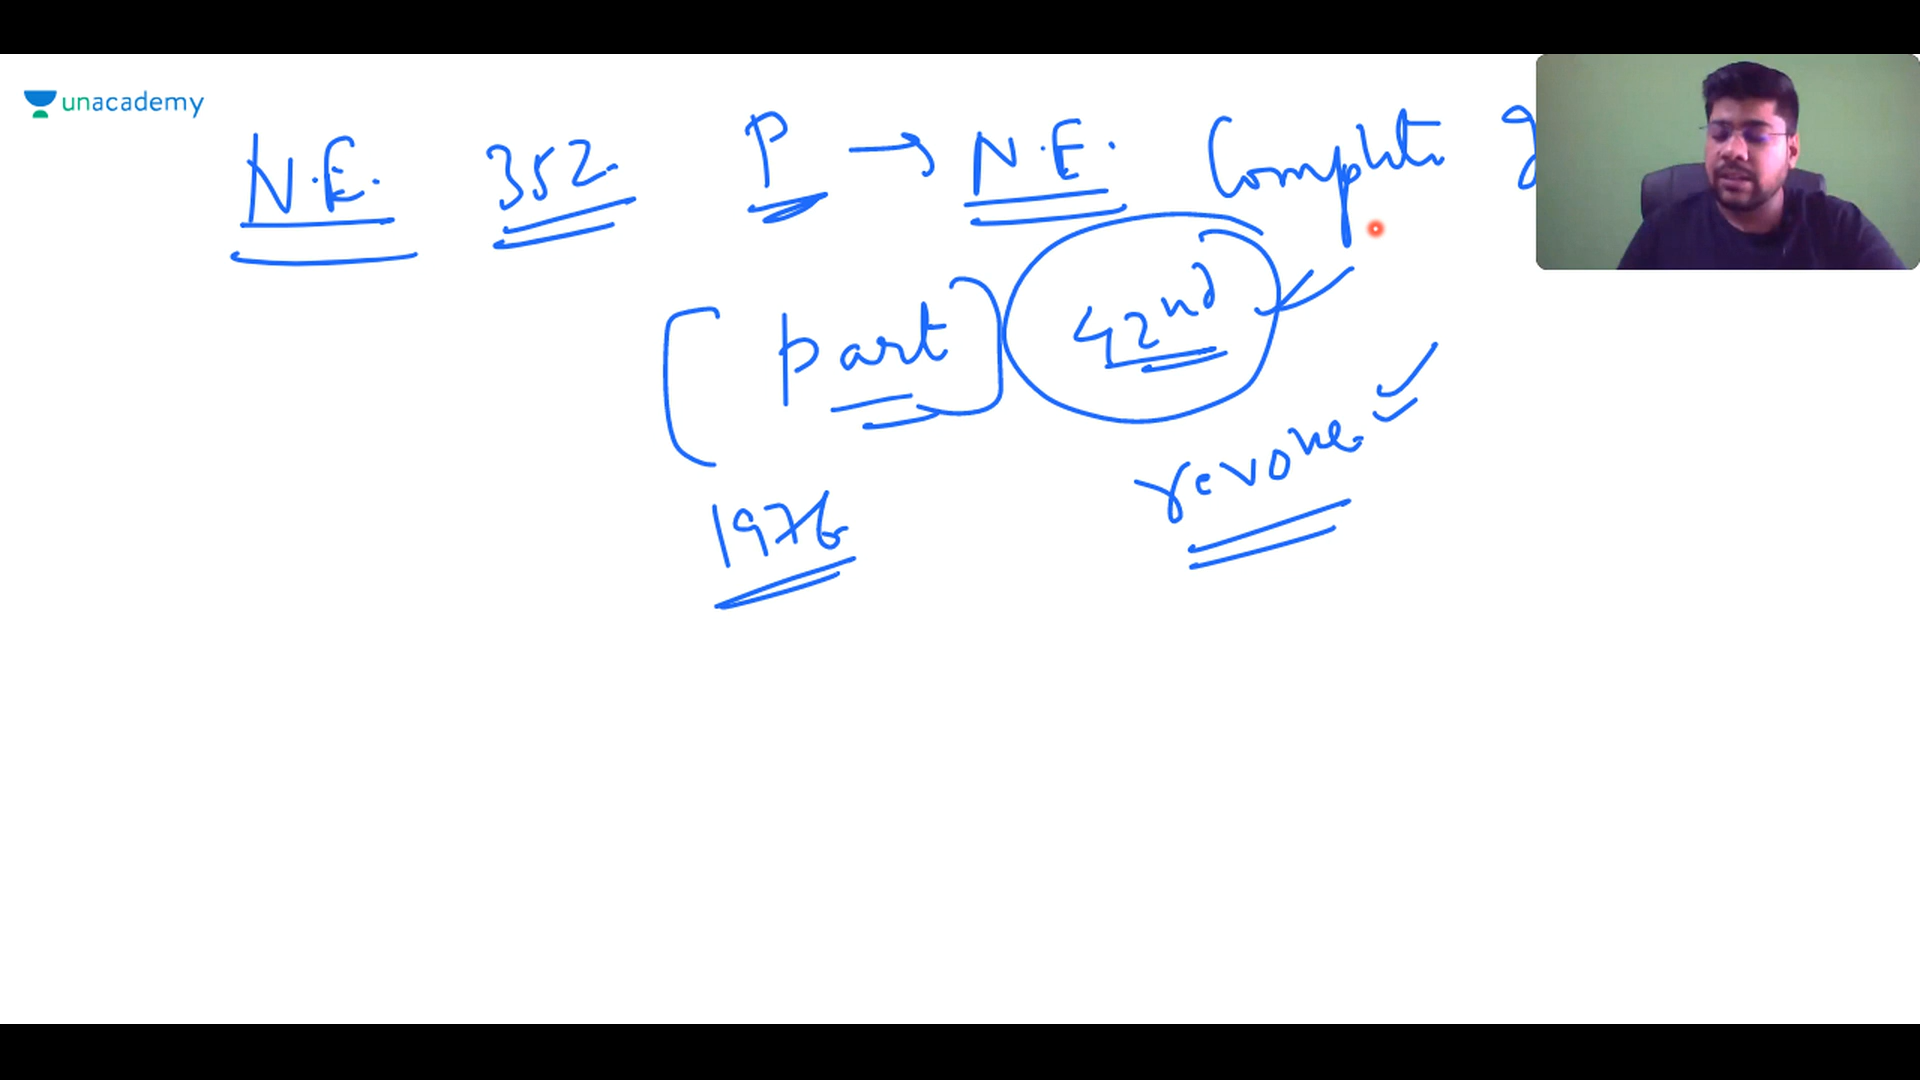 unacademy
N.E. 352. P → N.E. Complete
[part] 42nd
revoke
1976